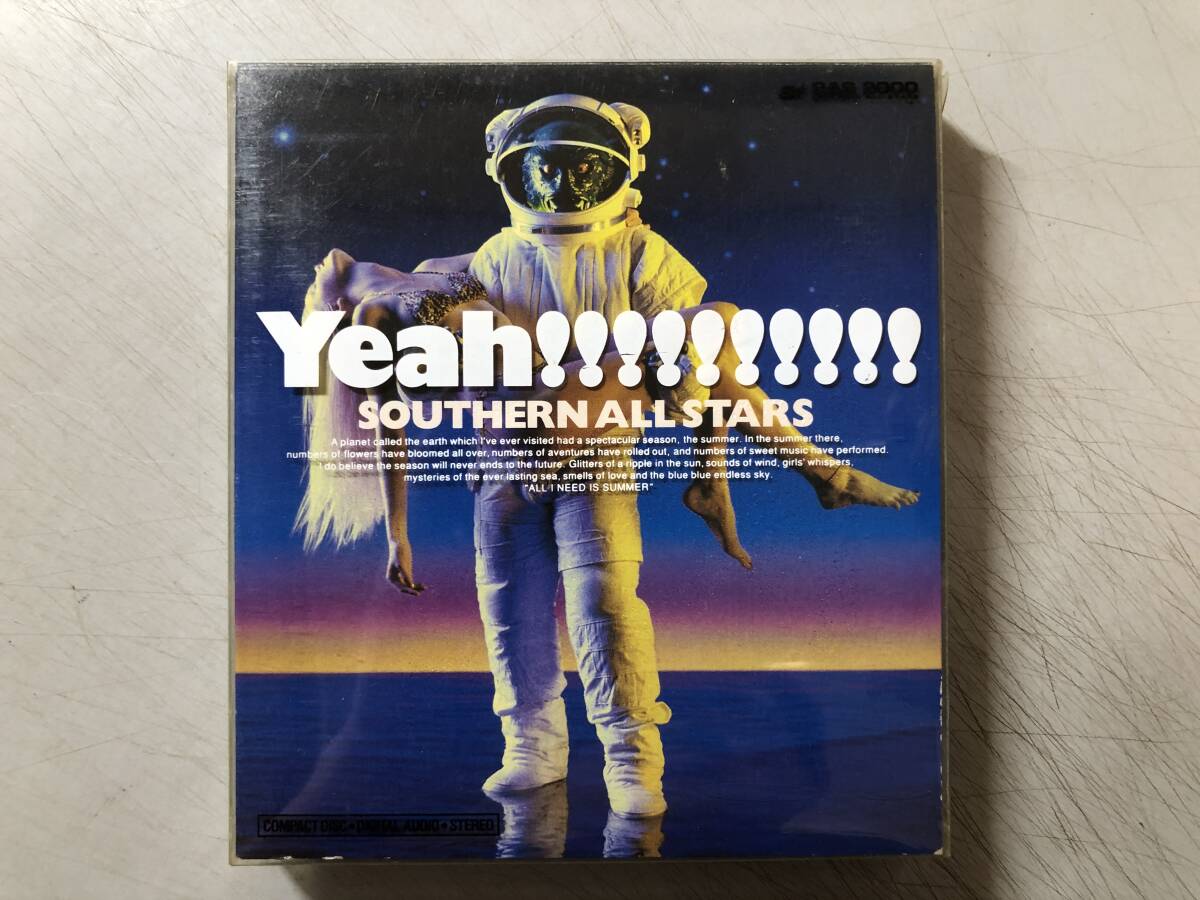 Yeah!!!!!!!!!!
SOUTHERN ALL STARS
A planet called the earth which I've ever visited had a spectacular season, the summer. In the summer there,
numbers of flowers have bloomed all over, numbers of aventures have rolled out, and numbers of sweet music have performed.
I do believe the season will never ends to the future. Glitters of a ripple in the sun, sounds of wind, girls' whispers,
mysteries of the ever lasting sea, smells of love and the blue blue endless sky.
"ALL I NEED IS SUMMER"
COMPACT DISC•DIGITAL AUDIO•STEREO